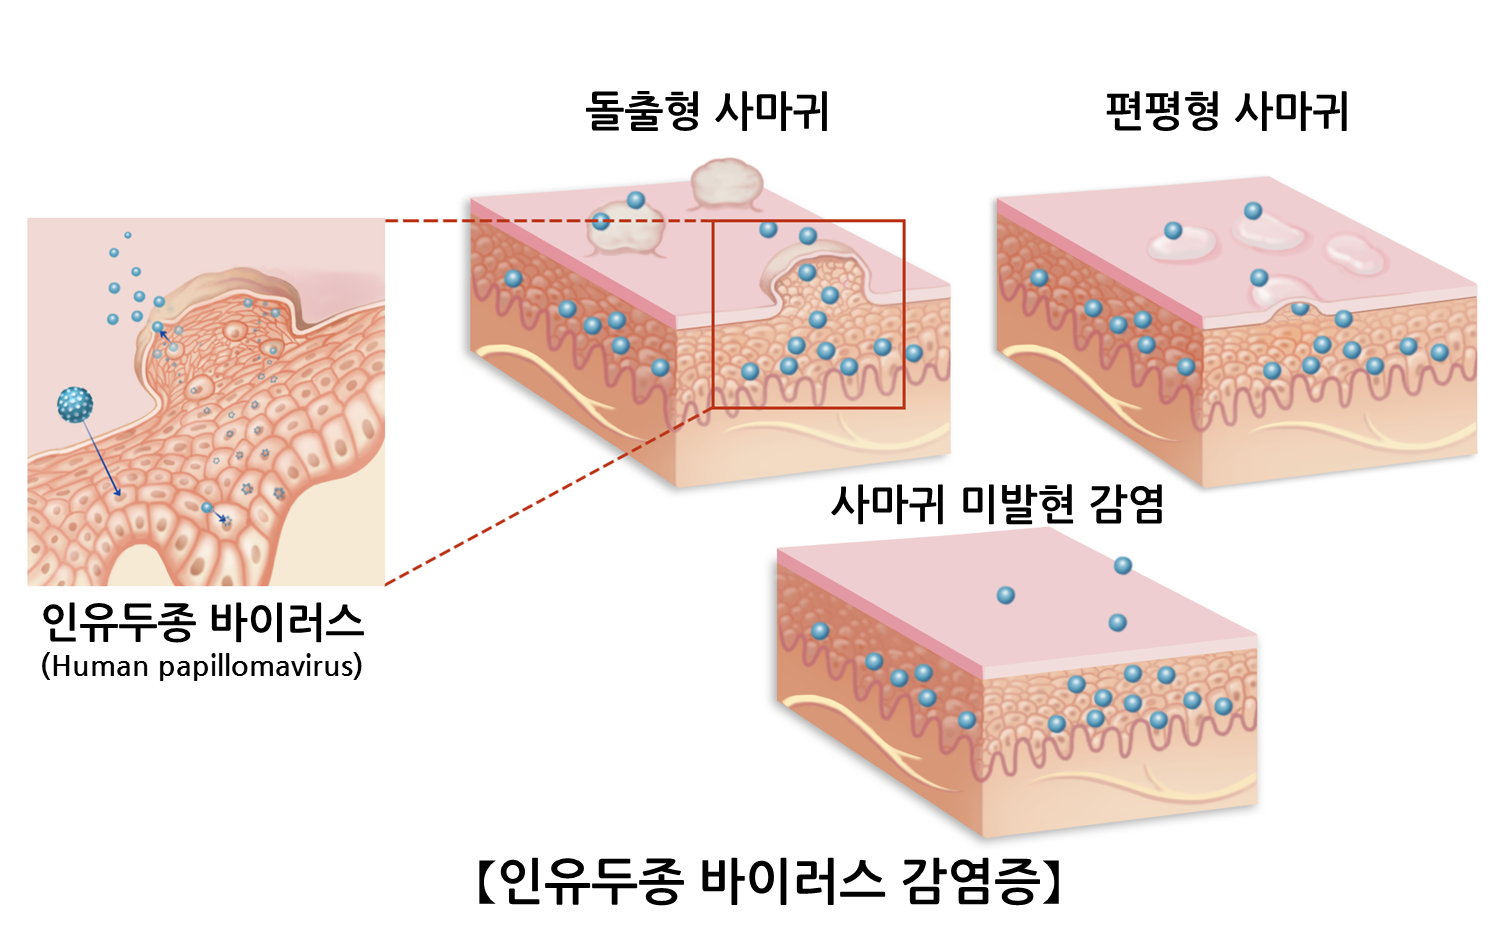 돌출형 사마귀
편평형 사마귀
사마귀 미발현 감염
인유두종 바이러스
(Human papillomavirus)
【인유두종 바이러스 감염증】